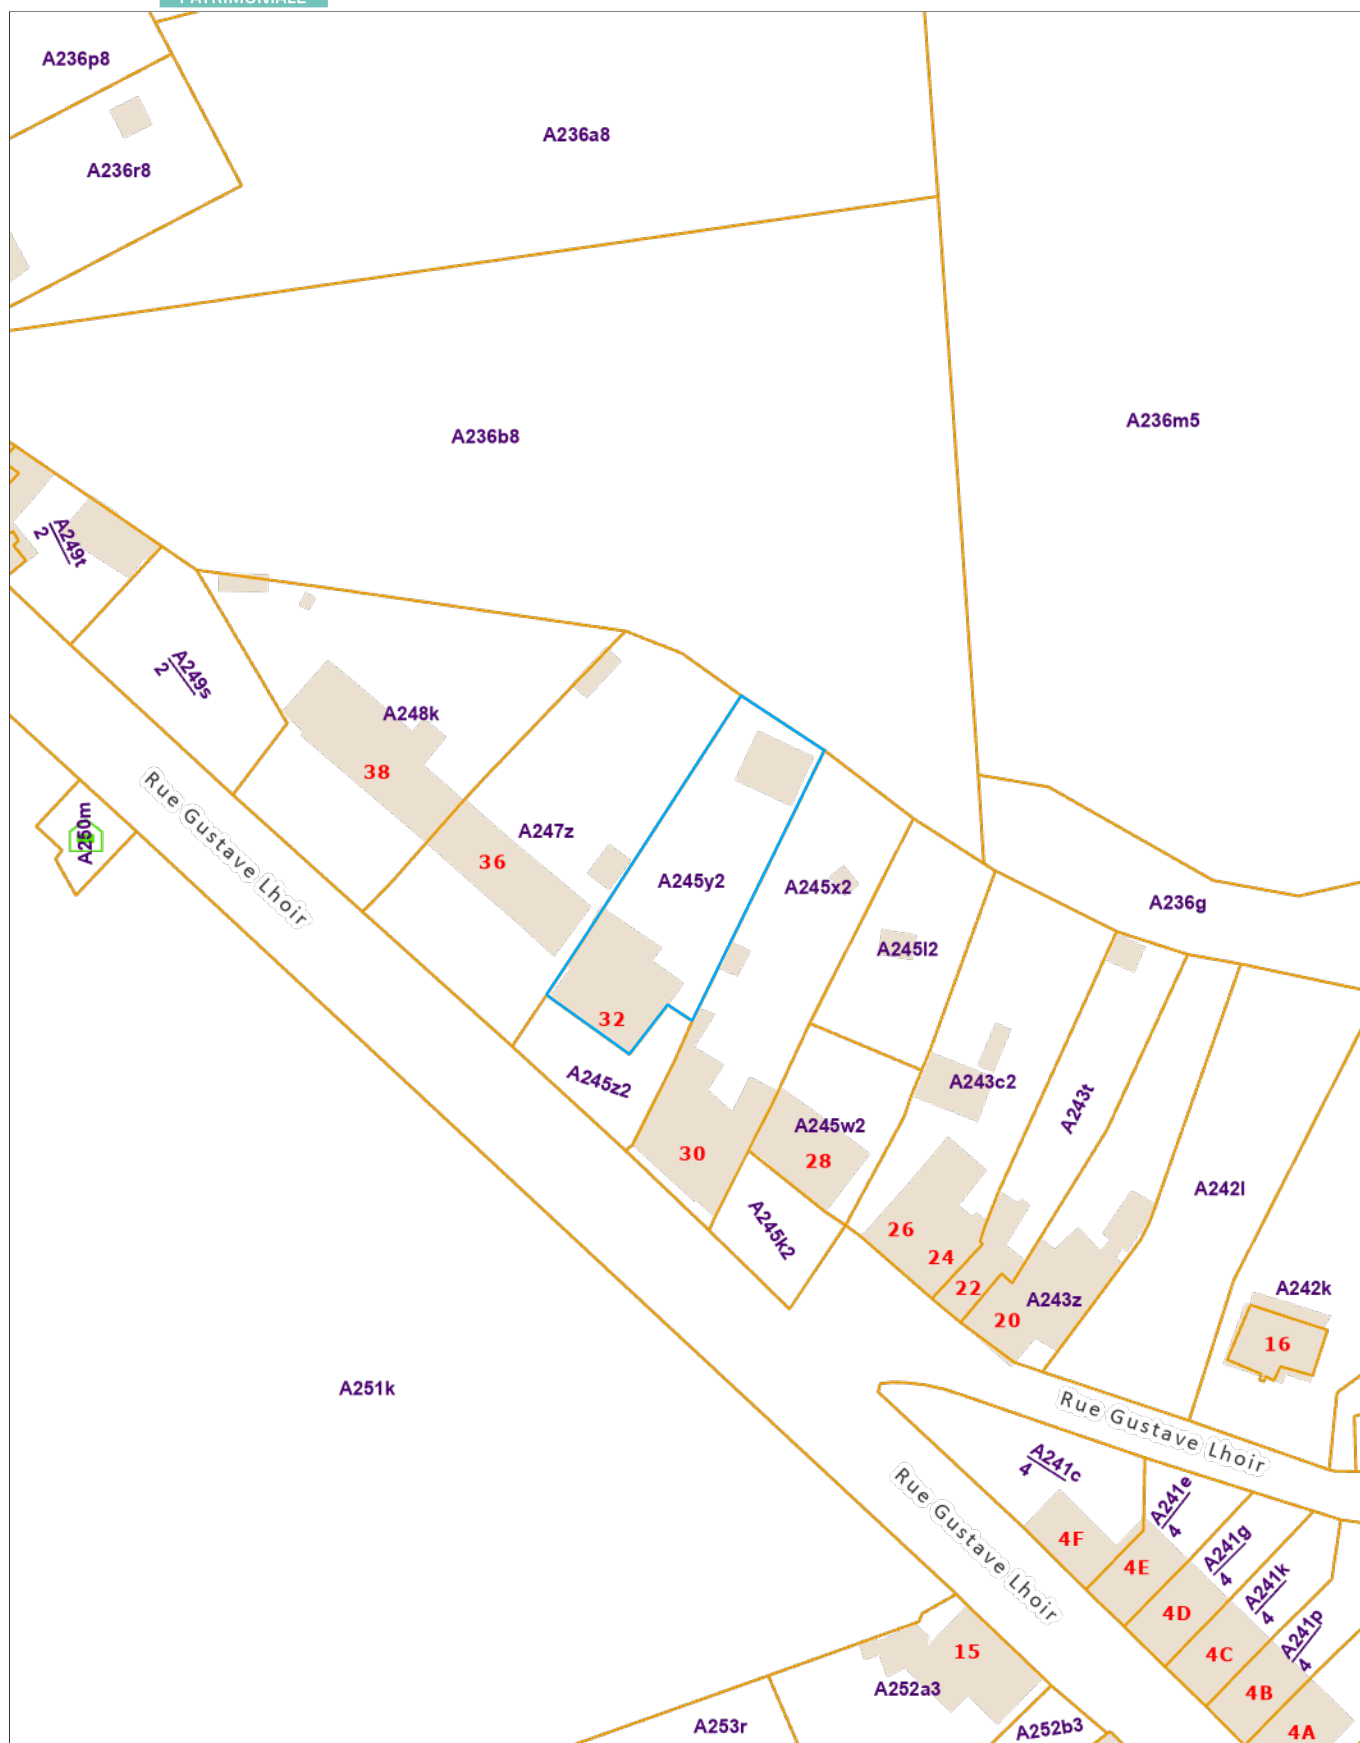 PATRIMONIALE
A236p8
A236a8
A236r8
A236m5
A236b8
A249t
2
A249s
2
A248k
38
A250m
Rue Gustave Lhoir
A247z
36
A245y2
A245x2
A236g
A245l2
32
A245z2
A243c2
A243t
A245w2
30
28
A242l
A245k2
26
24
22
A243z
20
A242k
16
A251k
Rue Gustave Lhoir
A241c
4
Rue Gustave Lhoir
A241e
4
4F
A241g
4
4E
A241k
4
4D
A241p
4
4C
15
4B
A252a3
A253r
A252b3
4A